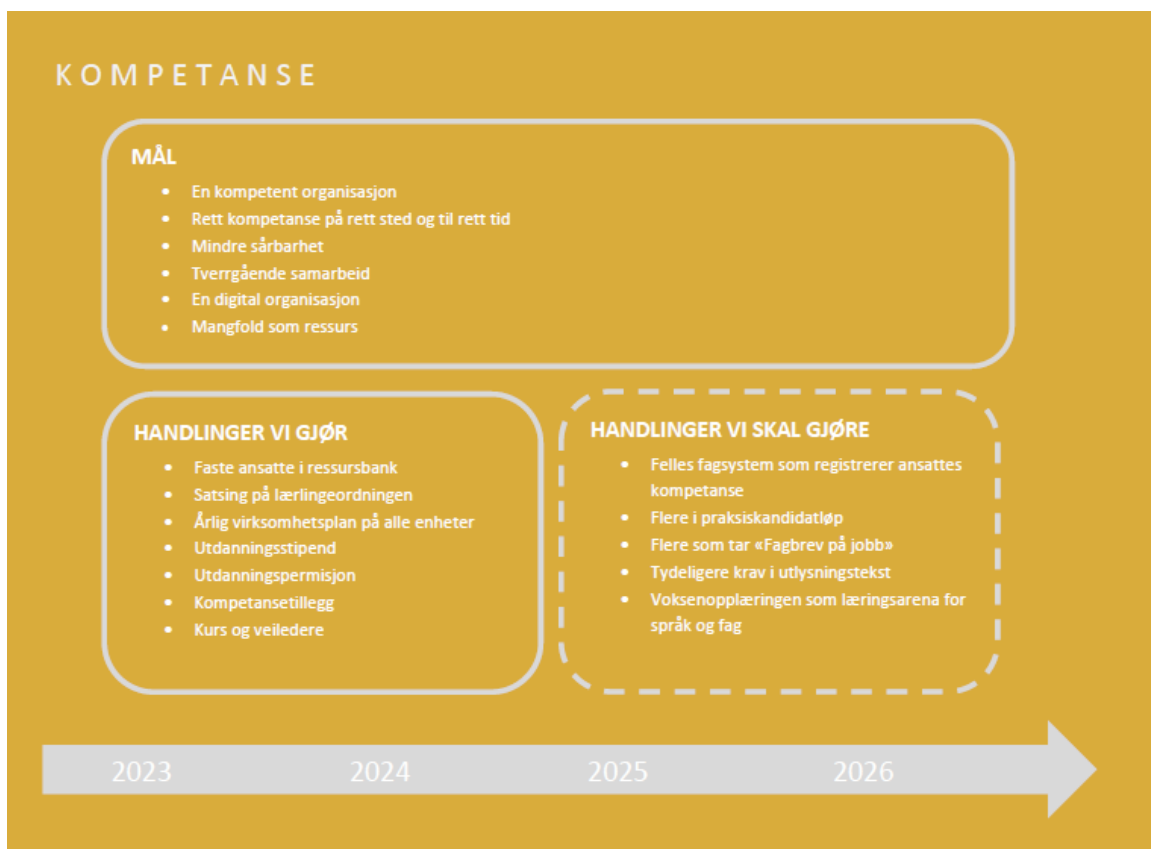 KOMPETANSE
MÅL
• En kompetent organisasjon
• Rett kompetanse på rett sted og til rett tid
• Mindre sårbarhet
• Tverrgående samarbeid
• En digital organisasjon
• Mangfold som ressurs
HANDLINGER VI GJØR
• Faste ansatte i ressursbank
• Satsing på lærlingeordningen
• Årlig virksomhetsplan på alle enheter
• Utdanningsstipend
• Utdanningspermisjon
• Kompetansetillegg
• Kurs og veiledere
HANDLINGER VI SKAL GJØRE
• Felles fagsystem som registrerer ansattes
kompetanse
• Flere i praksiskandidatløp
• Flere som tar «Fagbrev på jobb»
• Tydeligere krav i utlysningstekst
• Voksenopplæringen som læringsarena for
språk og fag
2023 2024 2025 2026